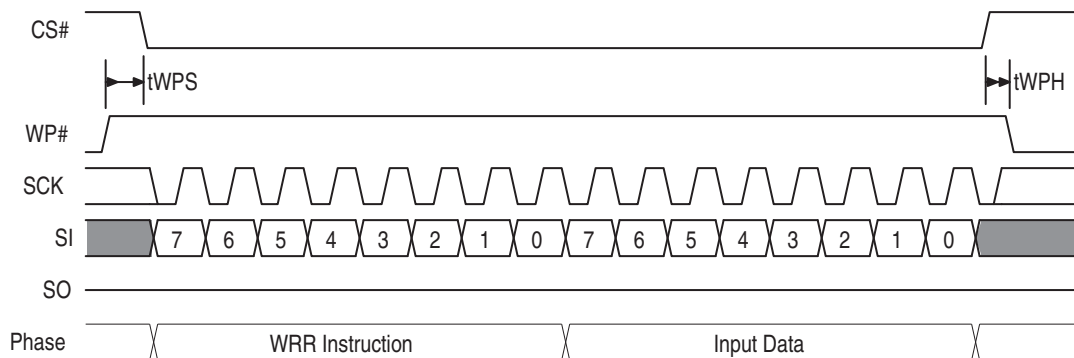 CS#
tWPS
tWPH
WP#
SCK
SI 7 6 5 4 3 2 1 0 7 6 5 4 3 2 1 0
SO
Phase WRR Instruction Input Data